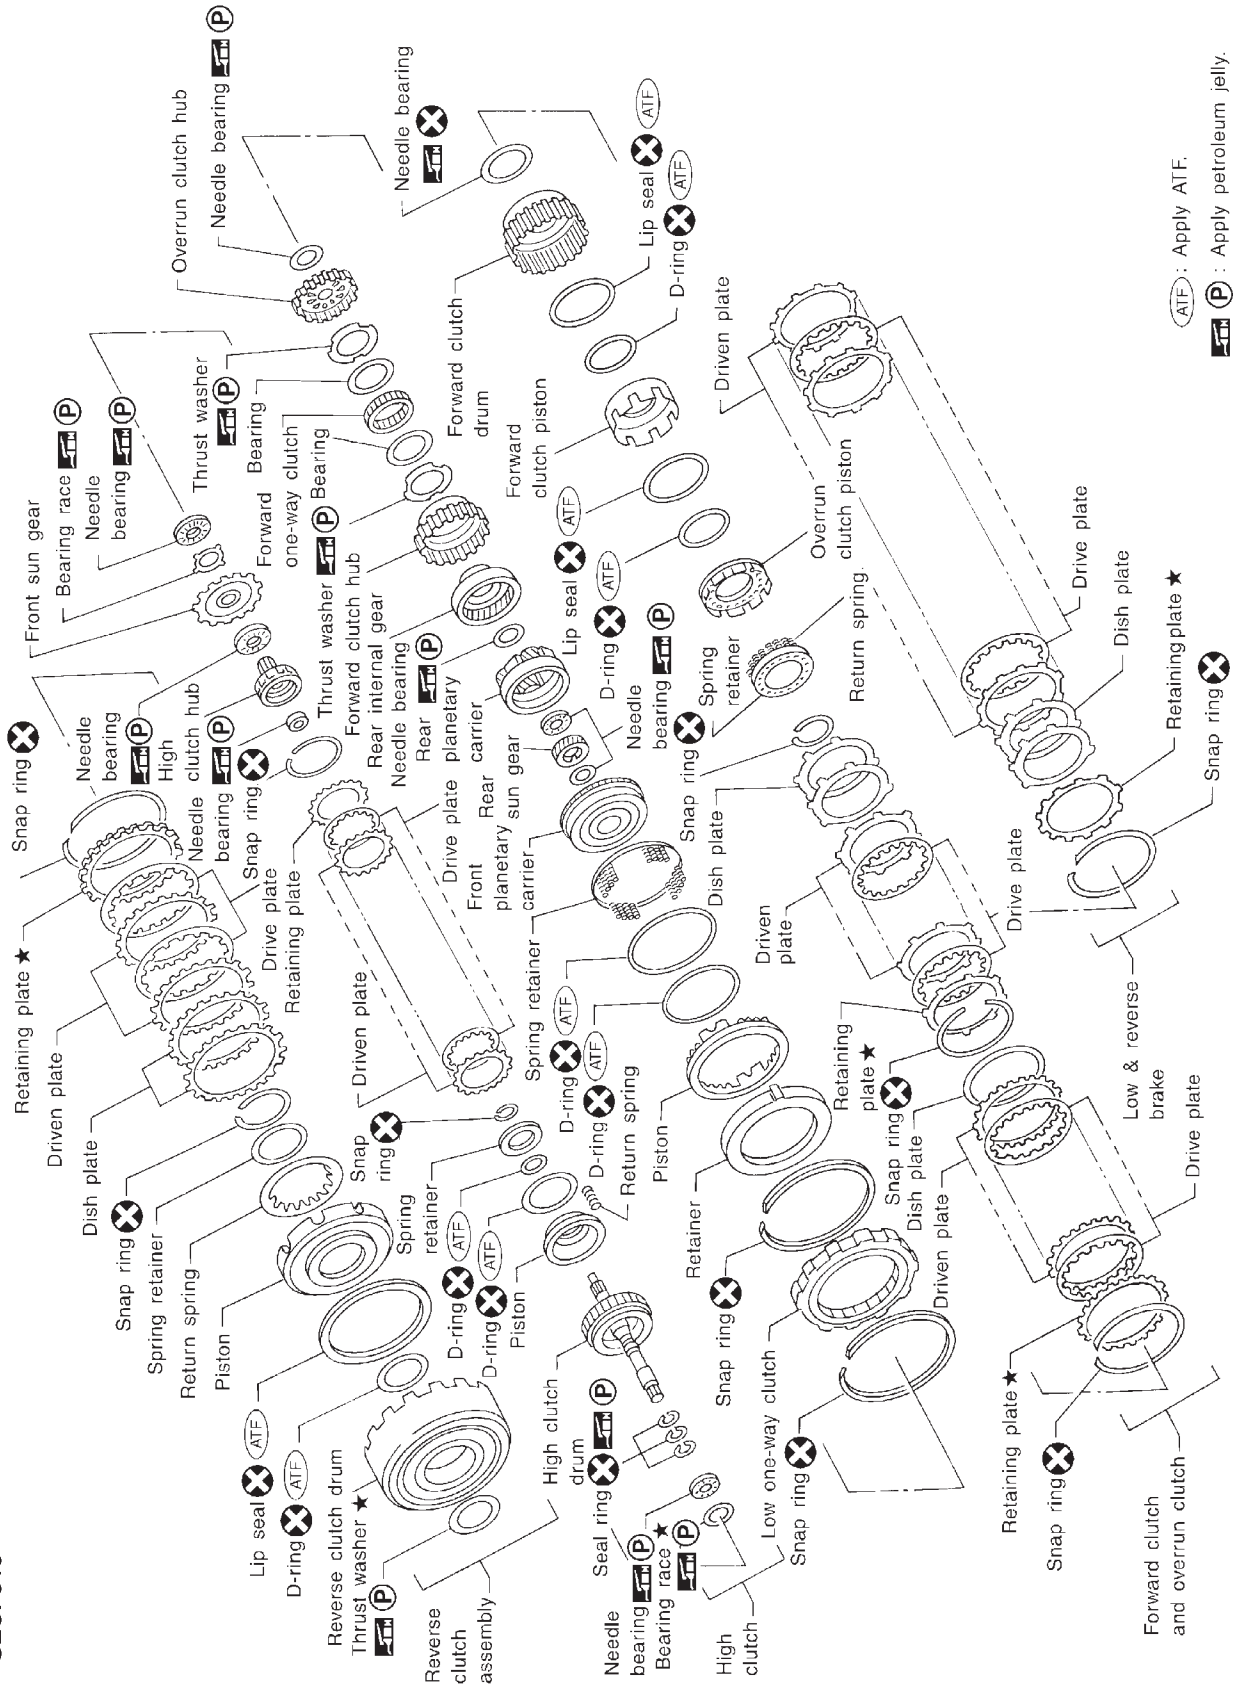 Snap ring
Retaining plate ★
Driven plate
Dish plate
Snap ring
Spring retainer
Return spring
Piston
Lip seal ATF
D-ring ATF
Reverse clutch drum
Thrust washer ★
P
Reverse
clutch
assembly
Front sun gear
Bearing race P
Needle
bearing P
Needle
bearing
P
High
clutch hub
Needle
bearing P
Snap ring
Drive plate
Retaining plate
Drive plate
Driven plate
Snap
ring
Spring
retainer
D-ring ATF
D-ring ATF
Piston
Return spring
High clutch
drum
Seal ring P
Needle
bearing P
Bearing race ★
P
High
clutch
Overrun clutch hub
Needle bearing P
Thrust washer
P
Bearing
Forward
one-way clutch
Bearing
Thrust washer P
Forward clutch hub
Rear internal gear
Needle bearing
P
Rear
planetary
carrier
Rear
sun gear
Needle
bearing P
Front
planetary
carrier
Spring retainer
D-ring ATF
D-ring ATF
Piston
Retainer
Snap ring
Low one-way clutch
Snap ring
Needle bearing
Forward clutch
drum
Lip seal ATF
D-ring ATF
Forward
clutch piston
Lip seal ATF
D-ring ATF
Overrun
clutch piston
Return spring
Spring
retainer
Snap ring
Dish plate
Driven
plate
Drive plate
Retaining
plate ★
Snap ring
Dish plate
Driven plate
Drive plate
Driven plate
Drive plate
Dish plate
Retaining plate ★
Snap ring
Low & reverse
brake
Driven plate
Drive plate
Retaining plate ★
Snap ring
Forward clutch
and overrun clutch
ATF : Apply ATF.
P : Apply petroleum jelly.